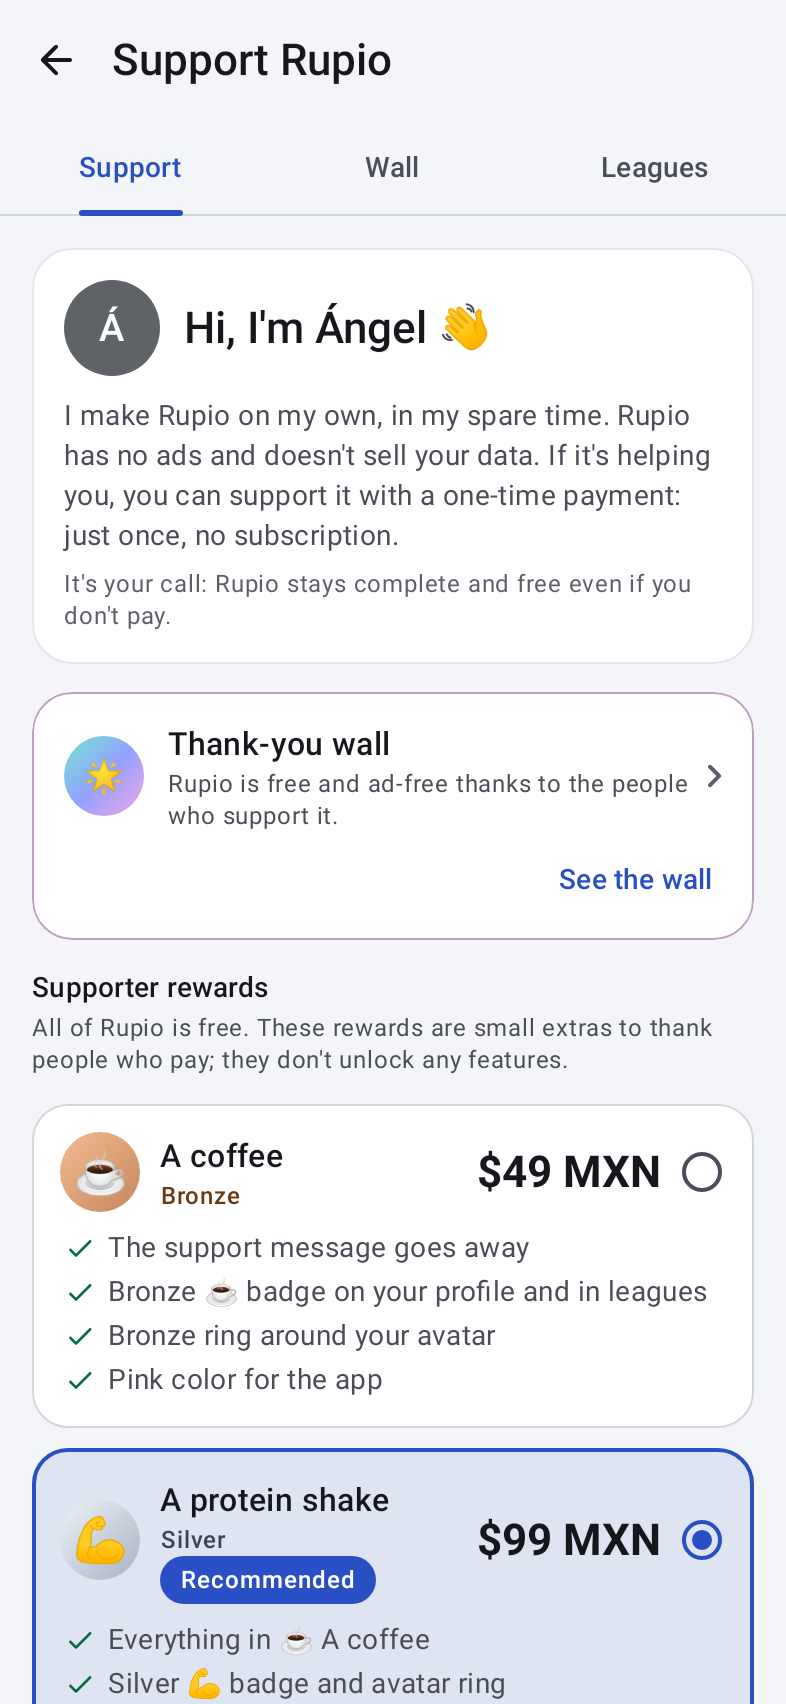 Support Rupio
Support
Wall
Leagues
Á
Hi, I'm Ángel 👋
I make Rupio on my own, in my spare time. Rupio
has no ads and doesn't sell your data. If it's helping
you, you can support it with a one-time payment:
just once, no subscription.
It's your call: Rupio stays complete and free even if you
don't pay.
Thank-you wall
Rupio is free and ad-free thanks to the people
who support it.
See the wall
Supporter rewards
All of Rupio is free. These rewards are small extras to thank
people who pay; they don't unlock any features.
A coffee
Bronze
$49 MXN
The support message goes away
Bronze ☕ badge on your profile and in leagues
Bronze ring around your avatar
Pink color for the app
A protein shake
Silver
Recommended
$99 MXN
Everything in ☕ A coffee
Silver 💪 badge and avatar ring